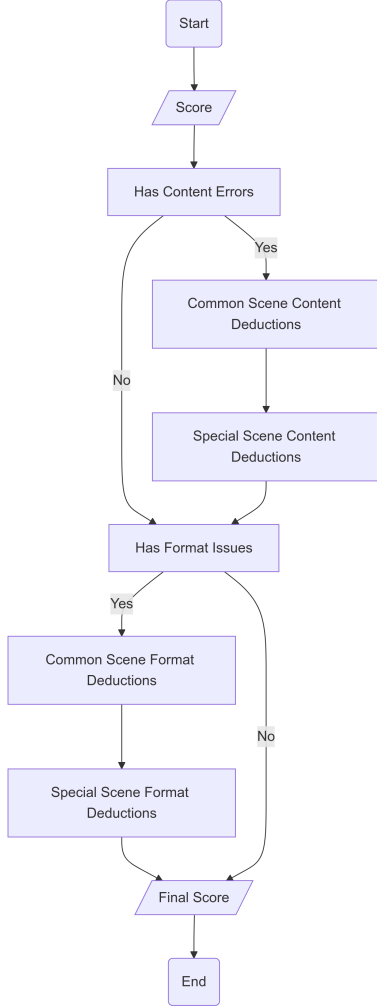 Start
Score
Has Content Errors
Yes
Common Scene Content
Deductions
No
Special Scene Content
Deductions
Has Format Issues
Yes
Common Scene Format
Deductions
No
Special Scene Format
Deductions
Final Score
End